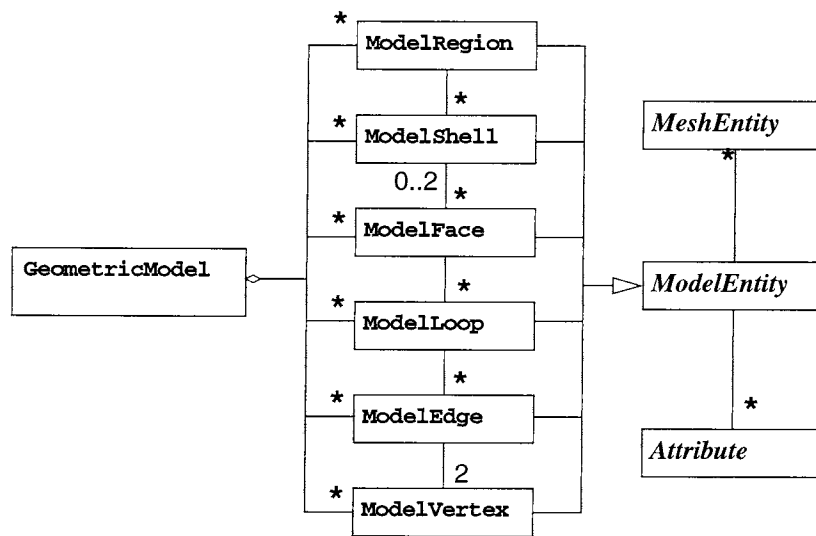 * ModelRegion
*
* ModelShell
0..2 *
* ModelFace
*
* ModelLoop
*
* ModelEdge
2
* ModelVertex
GeometricModel
MeshEntity
*
ModelEntity
*
Attribute